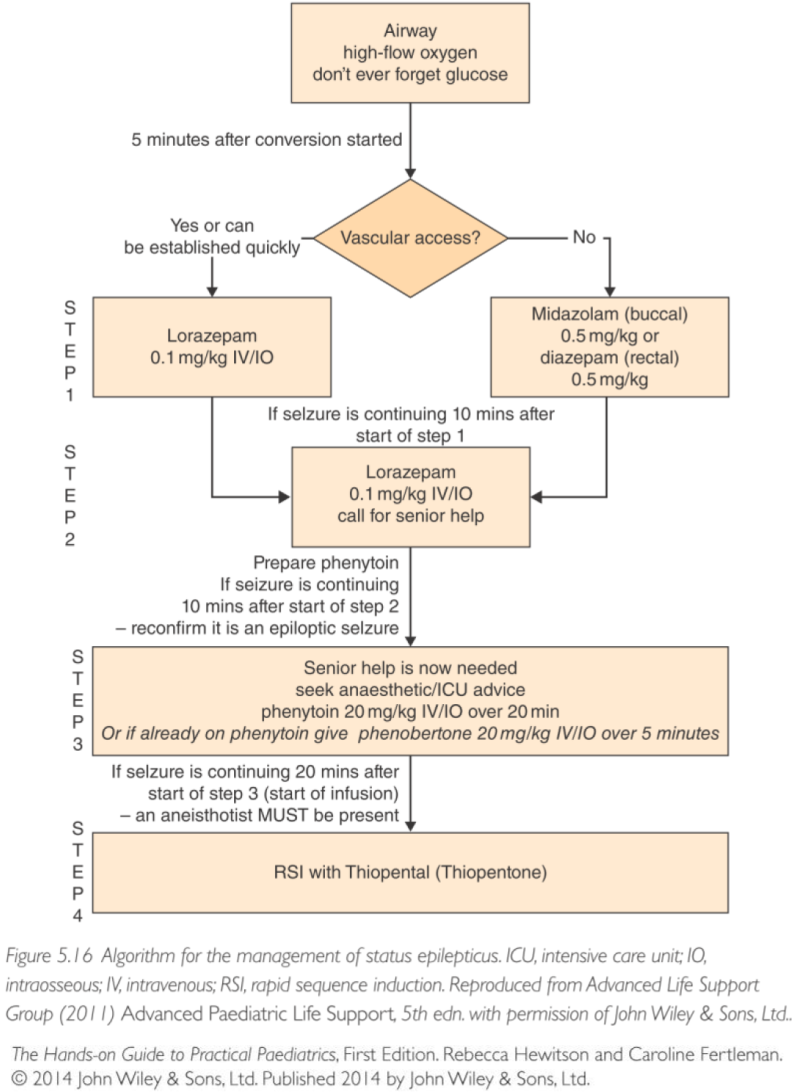 Airway
high-flow oxygen
don't ever forget glucose
5 minutes after conversion started
Vascular access?
Yes or can
be established quickly
No
STEP 1
Lorazepam
0.1 mg/kg IV/IO
Midazolam (buccal)
0.5 mg/kg or
diazepam (rectal)
0.5 mg/kg
If selzure is continuing 10 mins after
start of step 1
STEP 2
Lorazepam
0.1 mg/kg IV/IO
call for senior help
Prepare phenytoin
If seizure is continuing
10 mins after start of step 2
– reconfirm it is an epiloptic selzure
STEP 3
Senior help is now needed
seek anaesthetic/ICU advice
phenytoin 20 mg/kg IV/IO over 20 min
Or if already on phenytoin give phenobertone 20 mg/kg IV/IO over 5 minutes
If selzure is continuing 20 mins after
start of step 3 (start of infusion)
– an aneisthotist MUST be present
STEP 4
RSI with Thiopental (Thiopentone)
Figure 5.16 Algorithm for the management of status epilepticus. ICU, intensive care unit; IO,
intraosseous; IV, intravenous; RSI, rapid sequence induction. Reproduced from Advanced Life Support
Group (2011) Advanced Paediatric Life Support, 5th edn. with permission of John Wiley & Sons, Ltd..
The Hands-on Guide to Practical Paediatrics, First Edition. Rebecca Hewitson and Caroline Fertleman.
© 2014 John Wiley & Sons, Ltd. Published 2014 by John Wiley & Sons, Ltd.